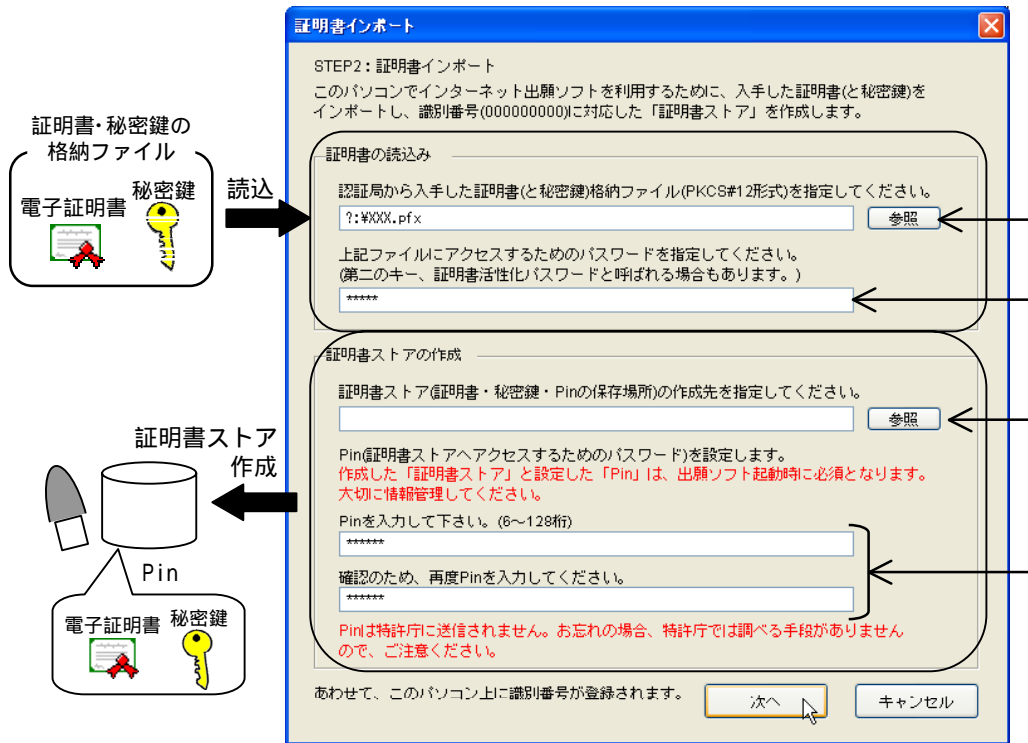 証明書インポート
STEP2：証明書インポート
このパソコンでインターネット出願ソフトを利用するために、入手した証明書(と秘密鍵)を
インポートし、識別番号(000000000)に対応した「証明書ストア」を作成します。
証明書・秘密鍵の
格納ファイル
電子証明書
秘密鍵
読込
証明書の読込み
認証局から入手した証明書(と秘密鍵)格納ファイル(PKCS#12形式)を指定してください。
?:¥XXX.pfx
参照
上記ファイルにアクセスするためのパスワードを指定してください。
(第二のキー、証明書活性化パスワードと呼ばれる場合もあります。)
*****
証明書ストアの作成
証明書ストア(証明書・秘密鍵・Pinの保存場所)の作成先を指定してください。
参照
証明書ストア
作成
Pin(証明書ストアへアクセスするためのパスワード)を設定します。
作成した「証明書ストア」と設定した「Pin」は、出願ソフト起動時に必須となります。
大切に情報管理してください。
Pinを入力して下さい。(6～128桁)
******
確認のため、再度Pinを入力してください。
******
Pin
電子証明書
秘密鍵
Pinは特許庁に送信されません。お忘れの場合、特許庁では調べる手段がありません
ので、ご注意ください。
あわせて、このパソコン上に識別番号が登録されます。
次へ
キャンセル